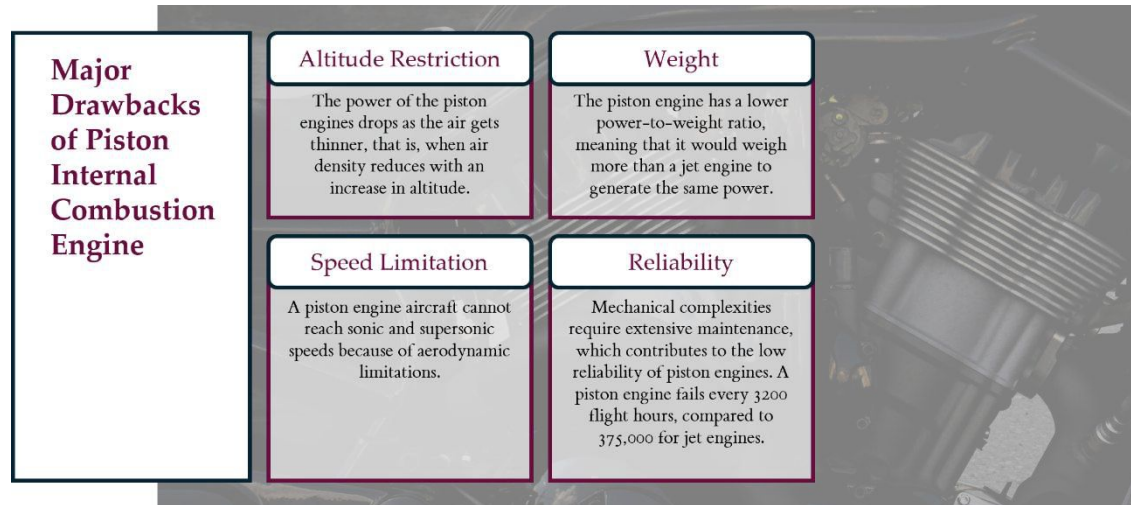 Major
Drawbacks
of Piston
Internal
Combustion
Engine
Altitude Restriction
The power of the piston
engines drops as the air gets
thinner, that is, when air
density reduces with an
increase in altitude.
Weight
The piston engine has a lower
power-to-weight ratio,
meaning that it would weigh
more than a jet engine to
generate the same power.
Speed Limitation
A piston engine aircraft cannot
reach sonic and supersonic
speeds because of aerodynamic
limitations.
Reliability
Mechanical complexities
require extensive maintenance,
which contributes to the low
reliability of piston engines. A
piston engine fails every 3200
flight hours, compared to
375,000 for jet engines.